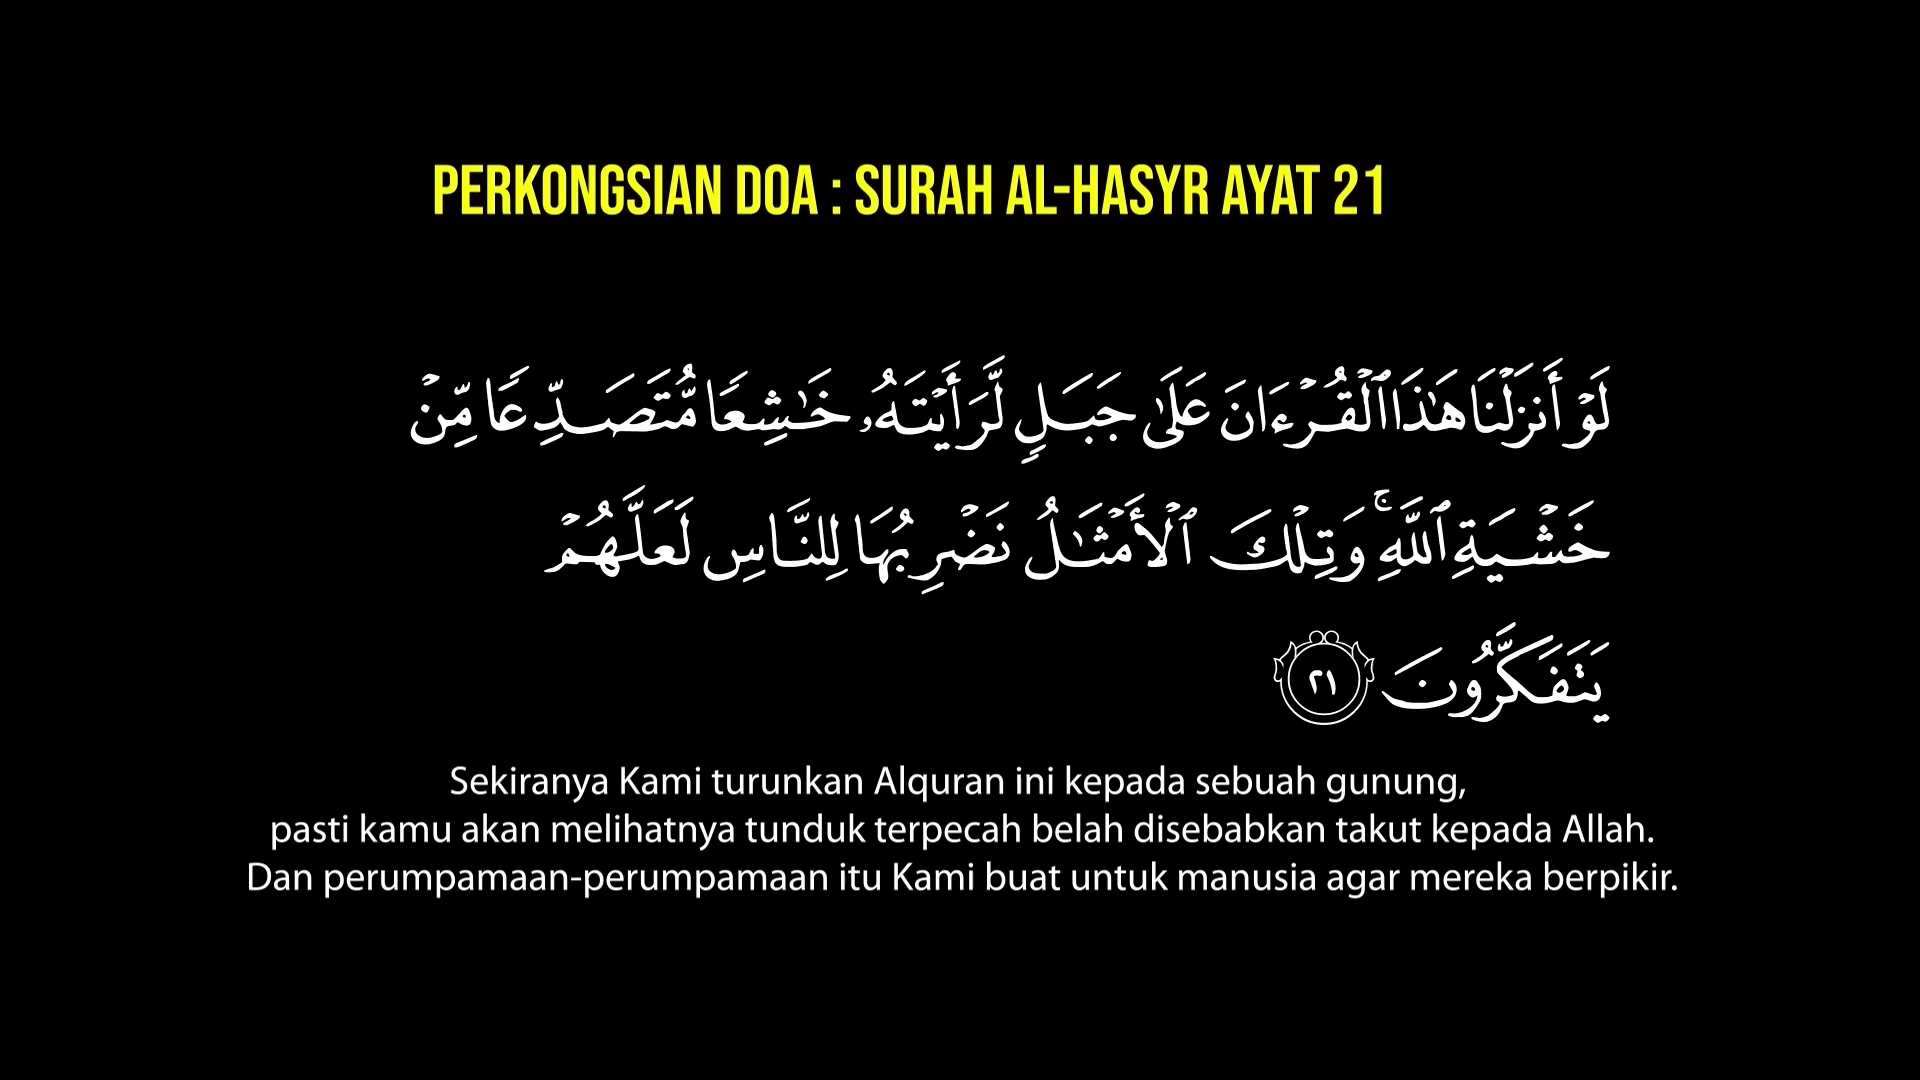 PERKONGSIAN DOA : SURAH AL-HASYR AYAT 21
لَوۡ أَنزَلۡنَا هَٰذَا ٱلۡقُرۡءَانَ عَلَىٰ جَبَلٖ لَّرَأَيۡتَهُۥ خَٰشِعٗا مُّتَصَدِّعٗا مِّنۡ
خَشۡيَةِ ٱللَّهِۚ وَتِلۡكَ ٱلۡأَمۡثَٰلُ نَضۡرِبُهَا لِلنَّاسِ لَعَلَّهُمۡ
يَتَفَكَّرُونَ ٢١
Sekiranya Kami turunkan Alquran ini kepada sebuah gunung,
pasti kamu akan melihatnya tunduk terpecah belah disebabkan takut kepada Allah.
Dan perumpamaan-perumpamaan itu Kami buat untuk manusia agar mereka berpikir.